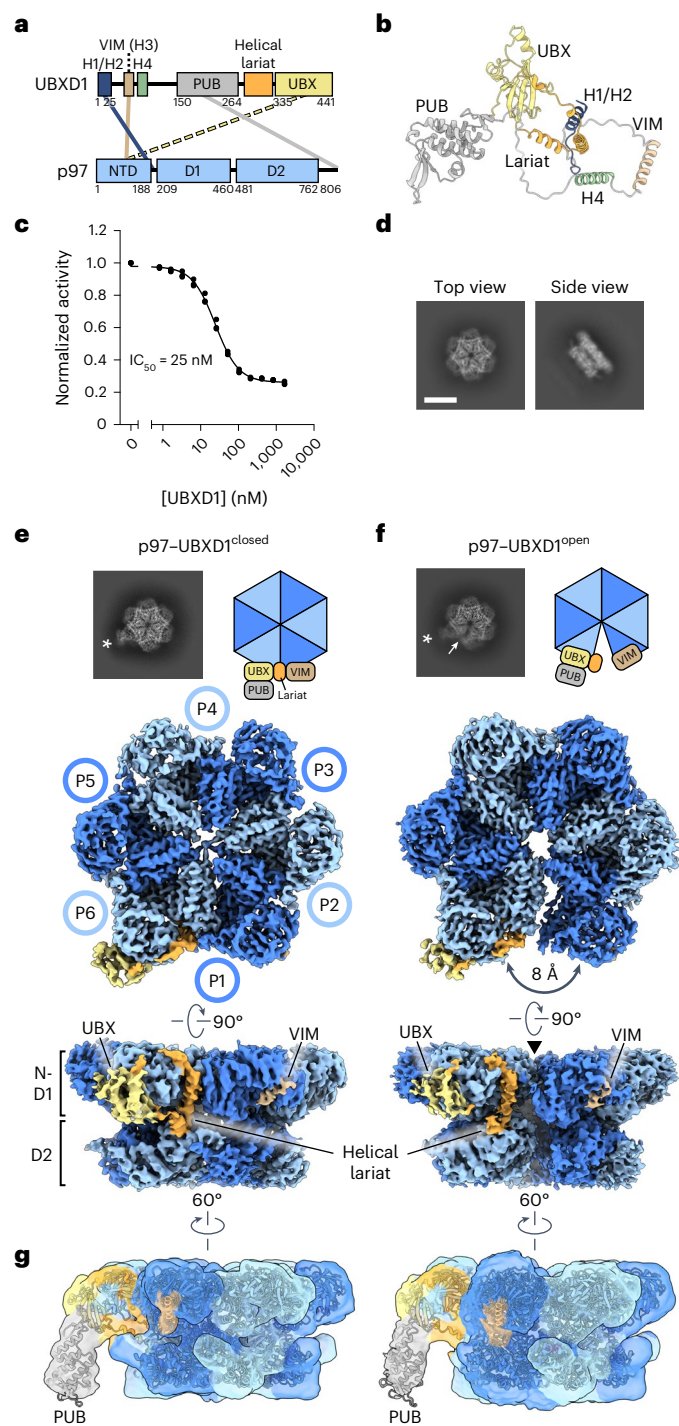 a
VIM (H3)
H1/H2 H4
Helical
lariat
UBXD1
PUB
UBX
1 25
150
264
335
441
p97
NTD
D1
D2
1
188
209
460
481
762
806
b
UBX
PUB
H1/H2
VIM
Lariat
H4
c
Normalized activity
1.2
1.0
0.8
0.6
0.4
0.2
0
IC50 = 25 nM
0
1
10
100
1,000
10,000
[UBXD1] (nM)
d
Top view
Side view
e
p97–UBXD1closed
*
UBX
VIM
PUB
Lariat
P4
P5
P3
P6
P2
P1
90°
UBX
VIM
N-
D1
D2
f
p97–UBXD1open
*
UBX
VIM
PUB
8 Å
90°
UBX
VIM
Helical
lariat
60°
60°
g
PUB
PUB